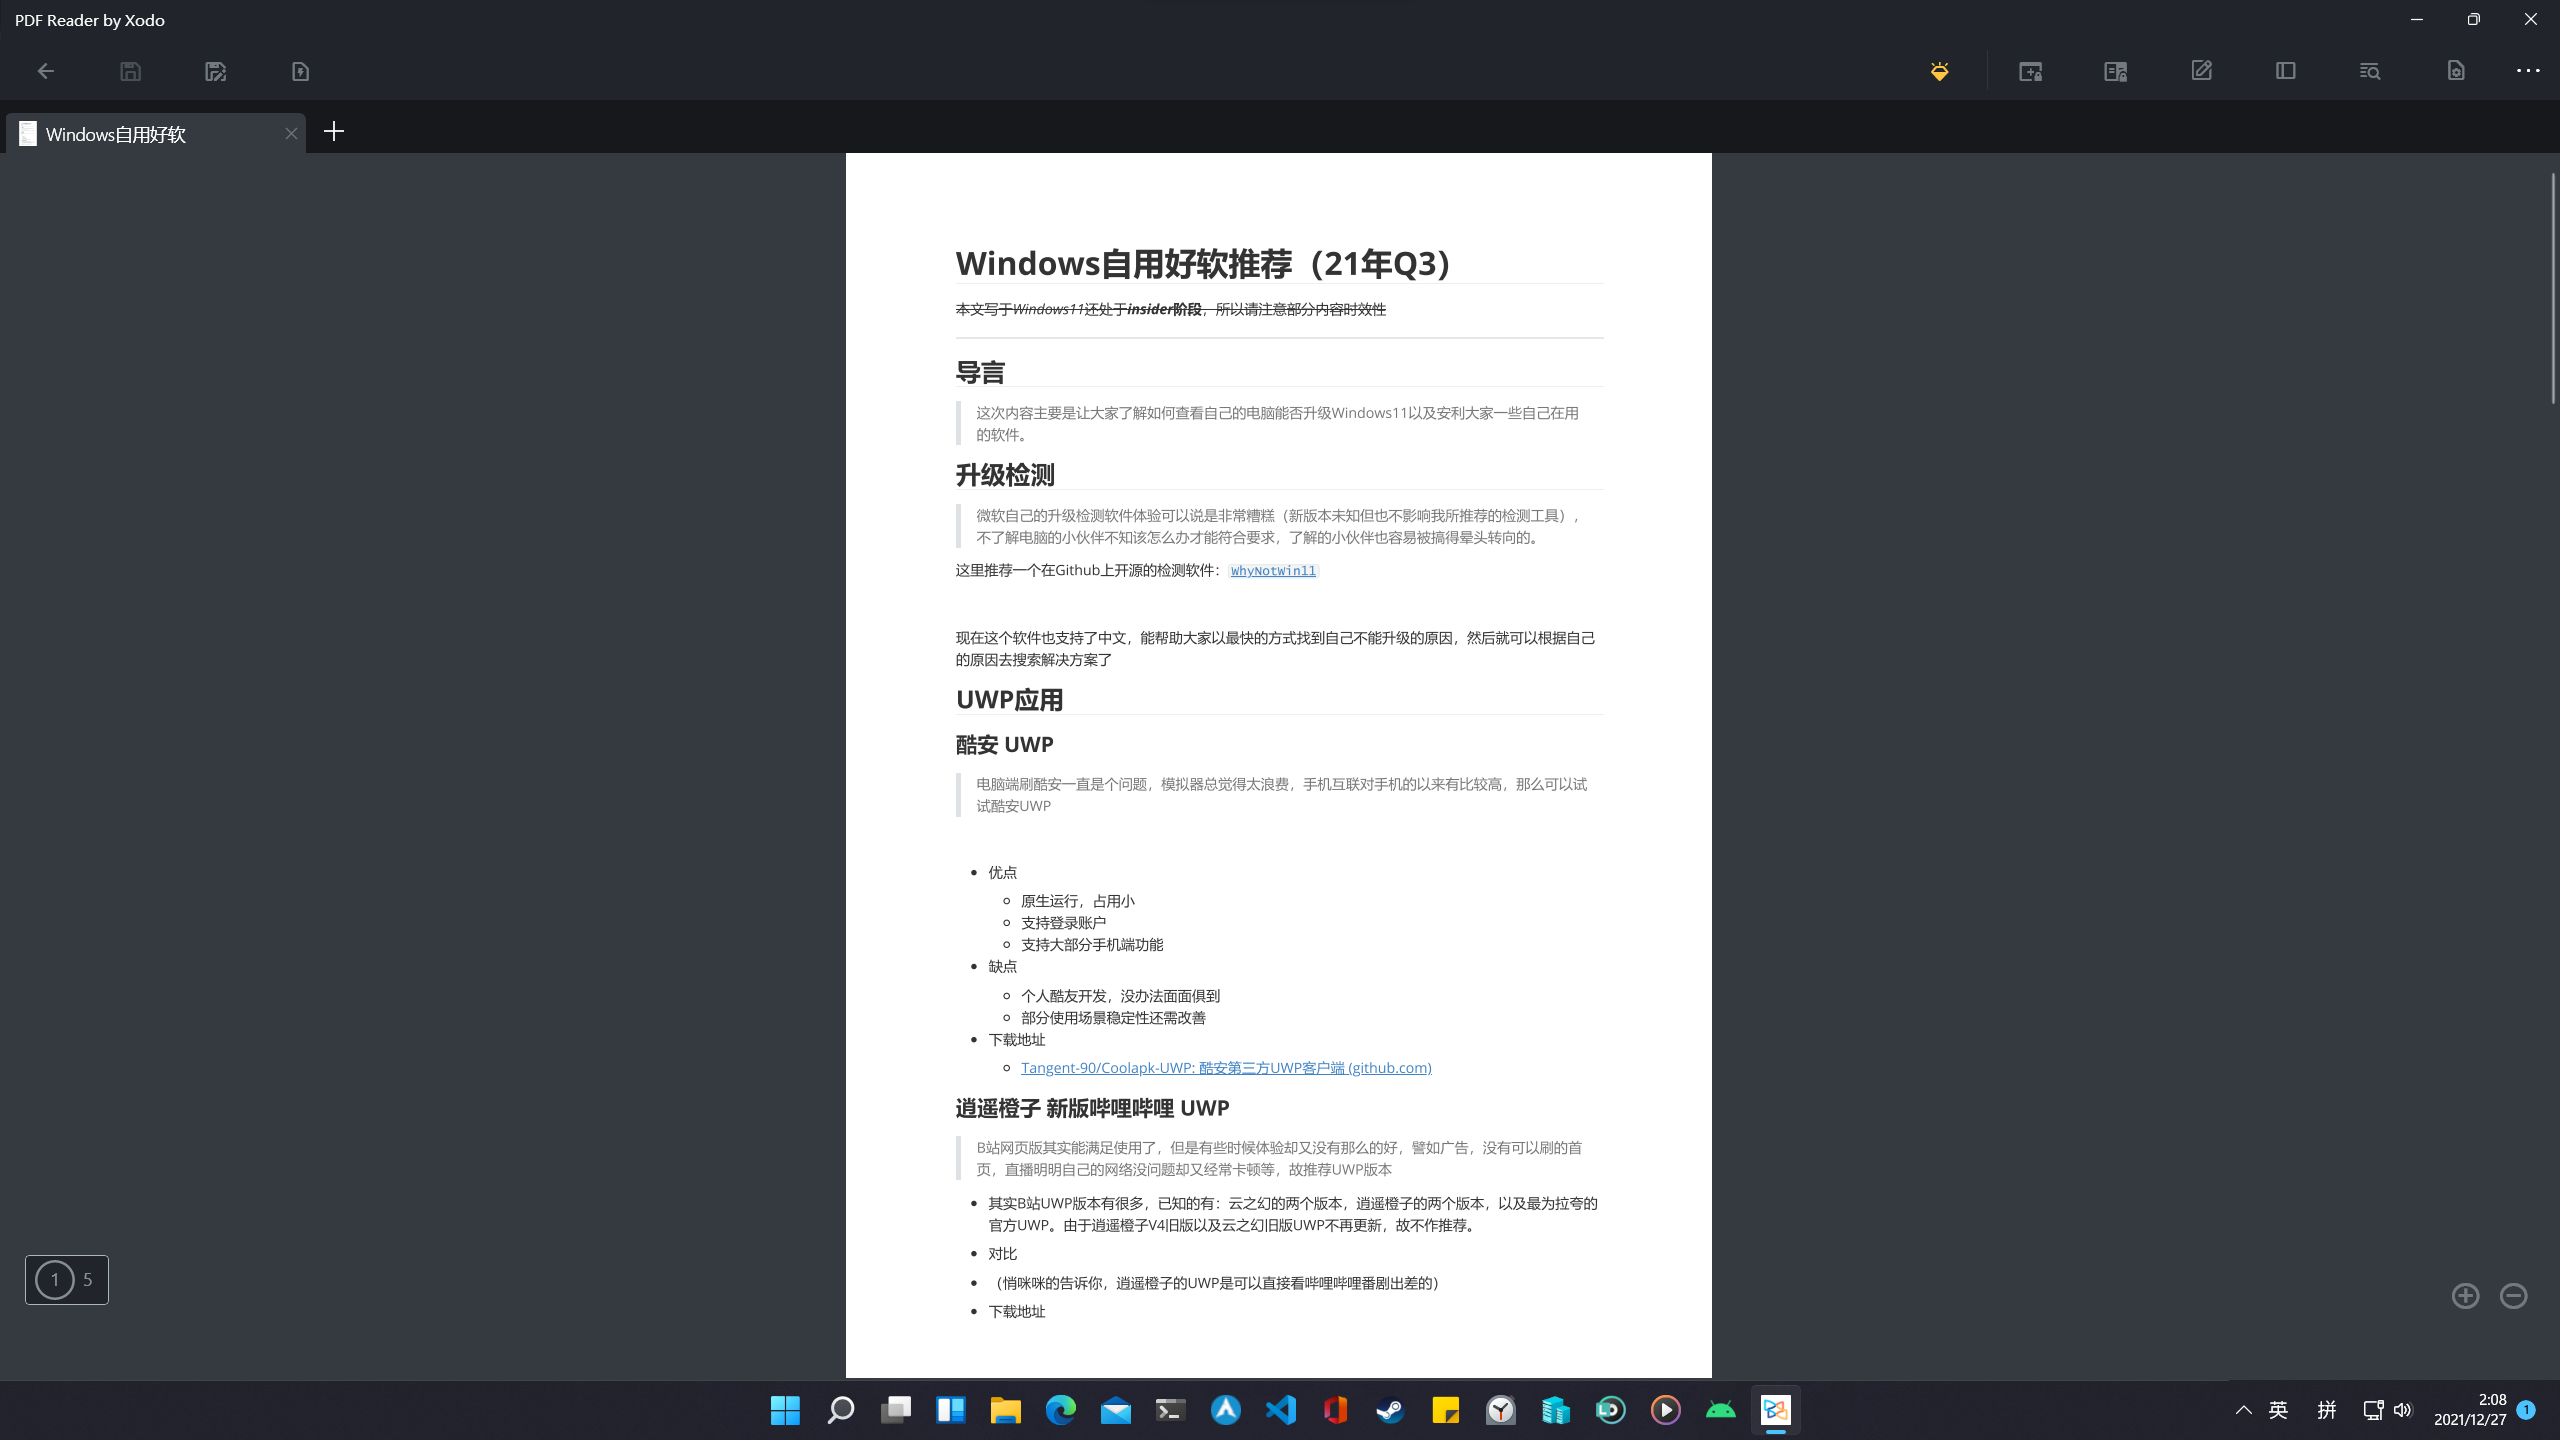 PDF Reader by Xodo
Windows自用好软
Windows自用好软推荐（21年Q3）
本文写于Windows11还处于insider阶段，所以请注意部分内容时效性
导言
这次内容主要是让大家了解如何查看自己的电脑能否升级Windows11以及安利大家一些自己在用
的软件。
升级检测
微软自己的升级检测软件体验可以说是非常糟糕（新版本未知但也不影响我所推荐的检测工具），
不了解电脑的小伙伴不知该怎么办才能符合要求，了解的小伙伴也容易被搞得晕头转向的。
这里推荐一个在Github上开源的检测软件：WhyNotWin11
现在这个软件也支持了中文，能帮助大家以最快的方式找到自己不能升级的原因，然后就可以根据自己
的原因去搜索解决方案了
UWP应用
酷安 UWP
电脑端刷酷安一直是个问题，模拟器总觉得太浪费，手机互联对手机的以来有比较高，那么可以试
试酷安UWP
优点
原生运行，占用小
支持登录账户
支持大部分手机端功能
缺点
个人酷友开发，没办法面面俱到
部分使用场景稳定性还需改善
下载地址
Tangent-90/Coolapk-UWP: 酷安第三方UWP客户端 (github.com)
逍遥橙子 新版哔哩哔哩 UWP
B站网页版其实能满足使用了，但是有些时候体验却又没有那么的好，譬如广告，没有可以刷的首
页，直播明明自己的网络没问题却又经常卡顿等，故推荐UWP版本
其实B站UWP版本有很多，已知的有：云之幻的两个版本，逍遥橙子的两个版本，以及最为拉夸的
官方UWP。由于逍遥橙子V4旧版以及云之幻旧版UWP不再更新，故不作推荐。
对比
（悄咪咪的告诉你，逍遥橙子的UWP是可以直接看哔哩哔哩番剧出差的）
下载地址
1 5
英 拼
2:08
2021/12/27
1